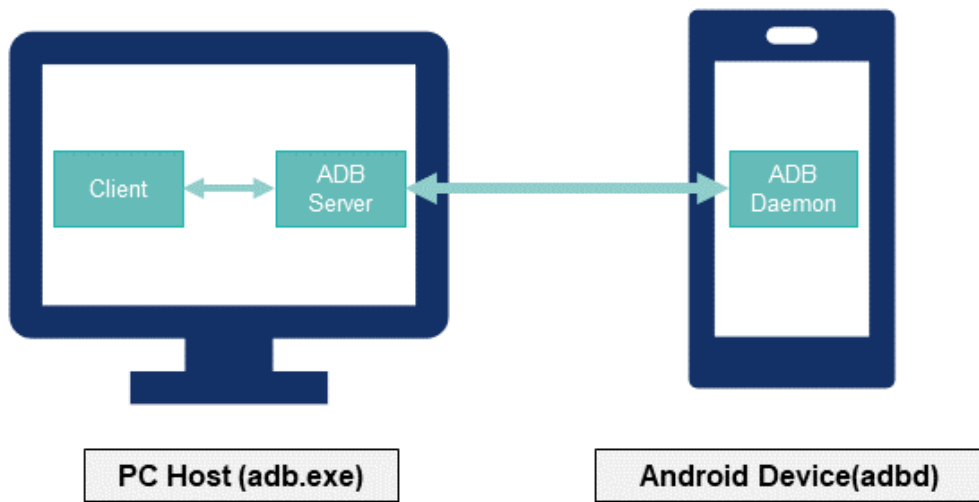 Client
ADB
Server
ADB
Daemon
PC Host (adb.exe)
Android Device(adbd)